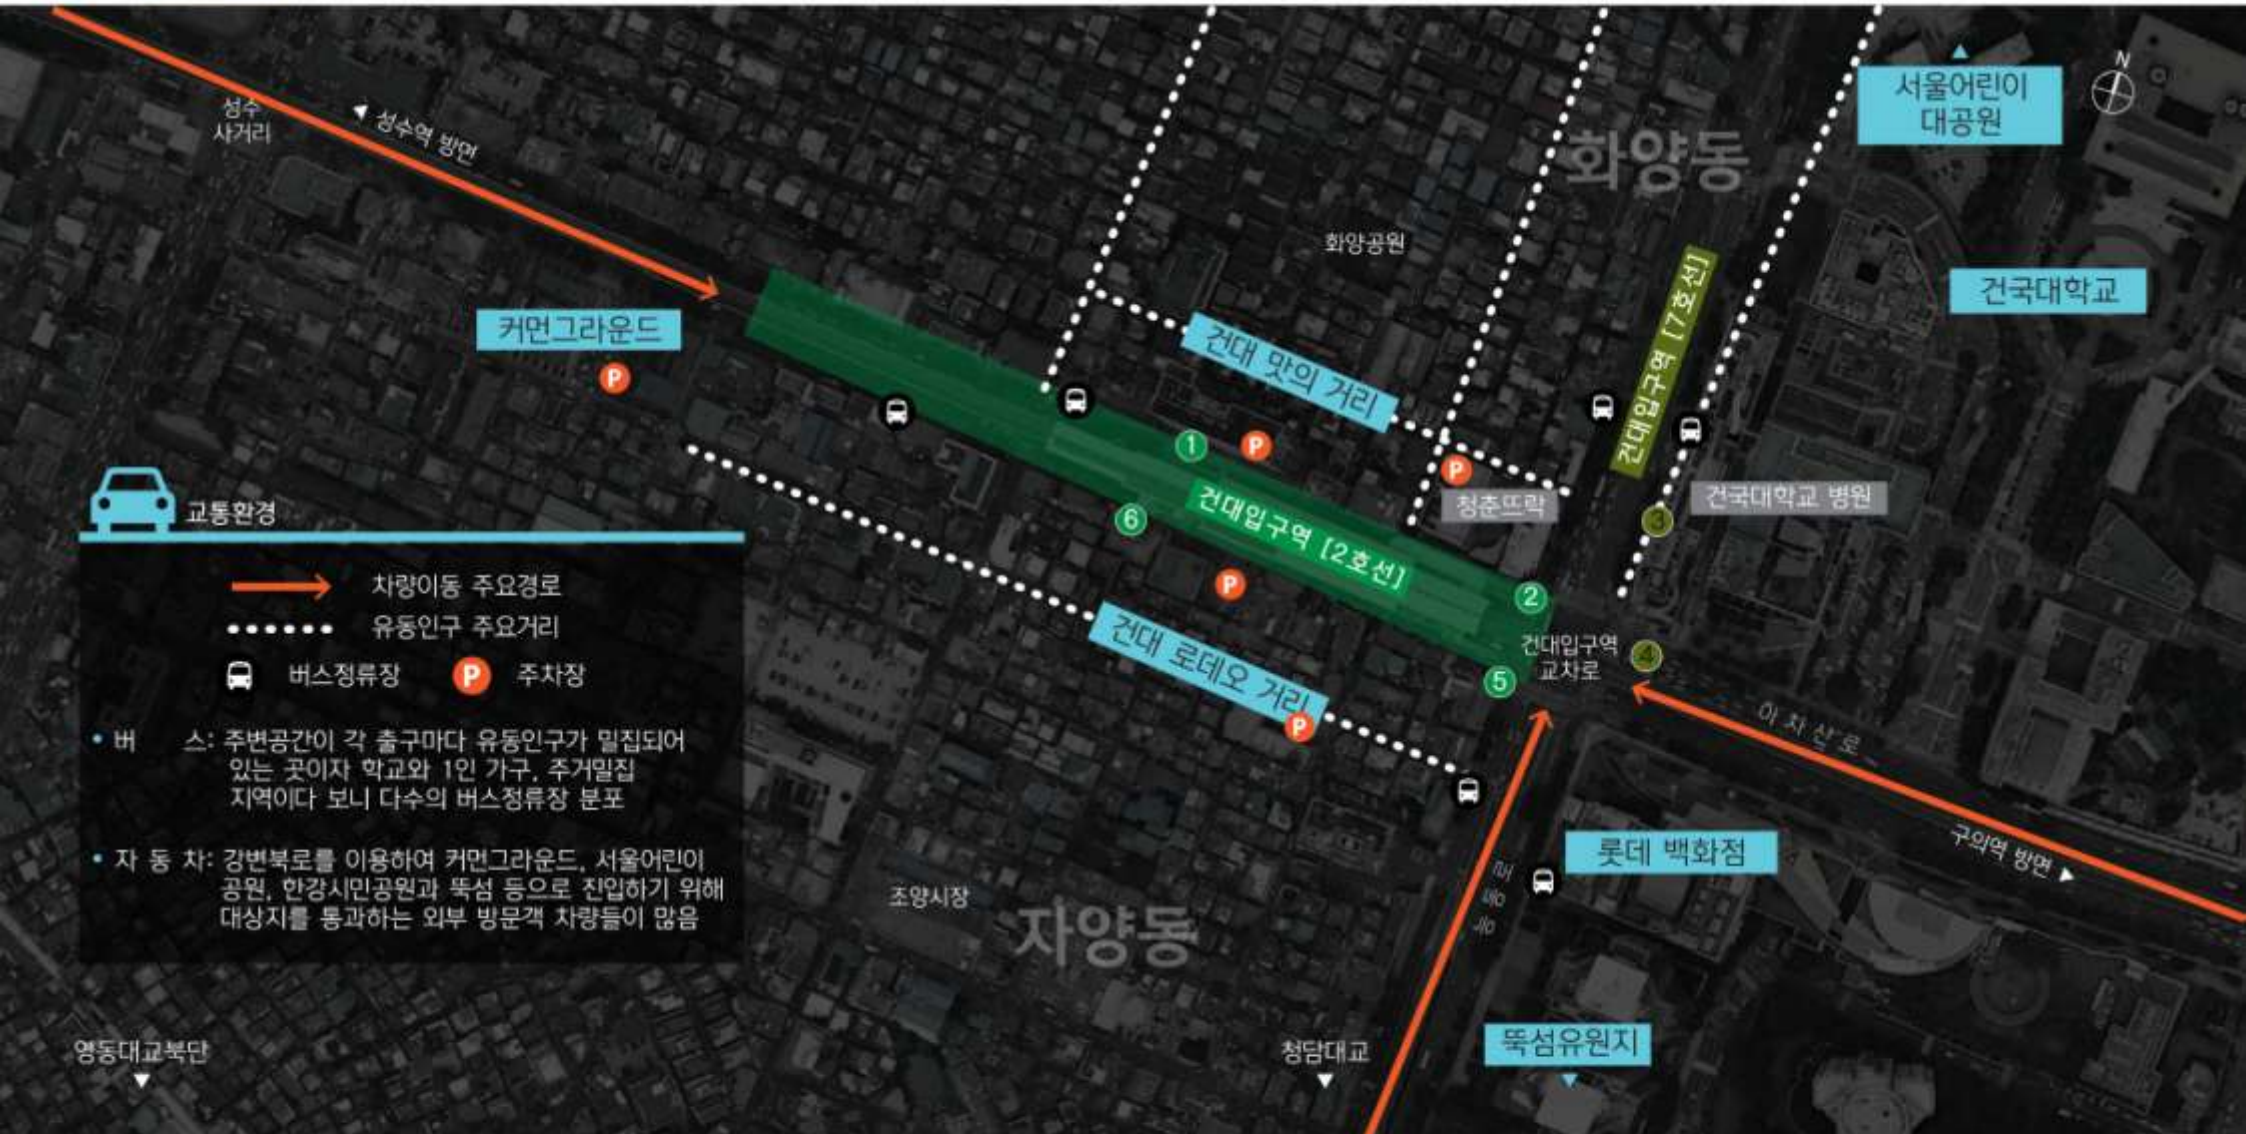 N
서울어린이
대공원
성수
사거리
◀ 성수역 방면
화양동
화양공원
건국대학교
커먼그라운드
P
건대 맛의 거리
건대입구역 [7호선]
1
P
P
청춘뜨락
건국대학교 병원
3
6
건대입구역 [2호선]
P
2
건대입구역
교차로
4
5
건대 로데오 거리
P
아 차 산 로
구의역 방면 ▶
롯데 백화점
교통환경
차량이동 주요경로
유동인구 주요거리
버스정류장
P 주차장
• 버 스: 주변공간이 각 출구마다 유동인구가 밀집되어
있는 곳이자 학교와 1인 가구, 주거밀집
지역이다 보니 다수의 버스정류장 분포
• 자 동 차: 강변북로를 이용하여 커먼그라운드, 서울어린이
공원, 한강시민공원과 뚝섬 등으로 진입하기 위해
대상지를 통과하는 외부 방문객 차량들이 많음
조양시장
자양동
영동대교북단
청담대교
뚝섬유원지